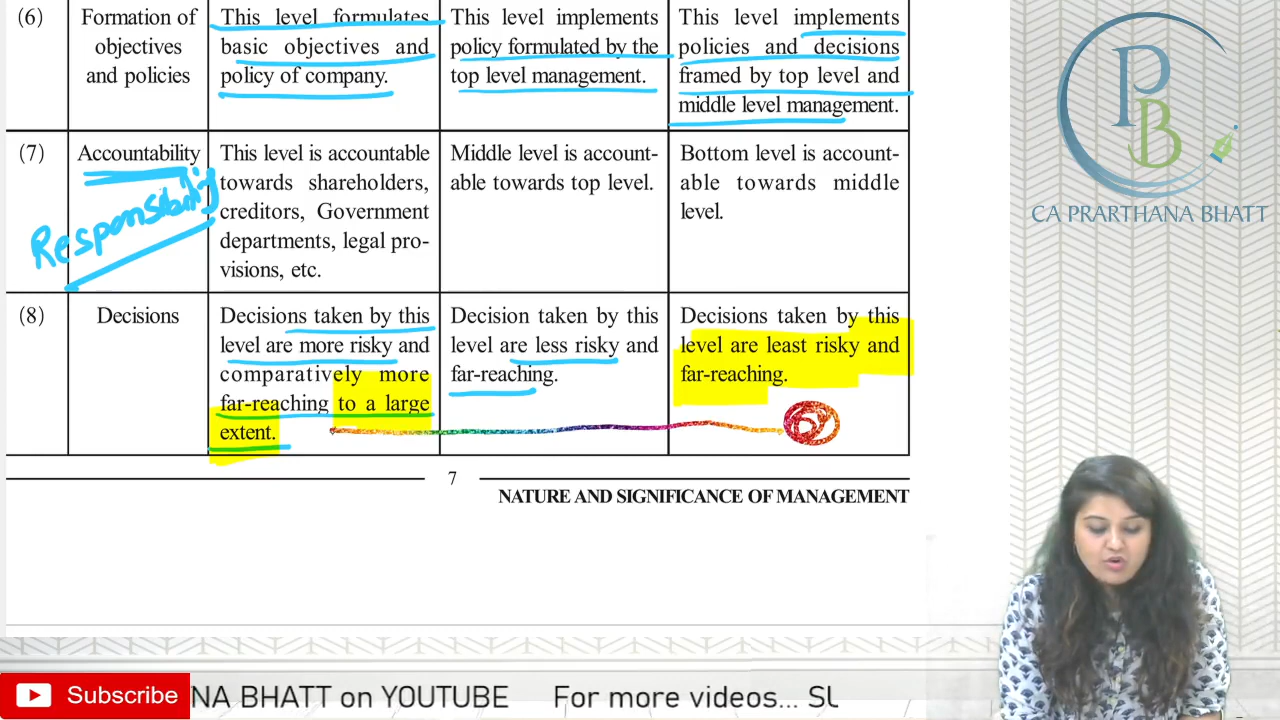 (6) Formation of objectives and policies
This level formulates
basic objectives and
policy of company.
This level implements
policy formulated by the
top level management.
This level implements
policies and decisions
framed by top level and
middle level management.
(7) Accountability
Responsibility
This level is accountable
towards shareholders,
creditors, Government
departments, legal pro-
visions, etc.
Middle level is account-
able towards top level.
Bottom level is account-
able towards middle
level.
(8) Decisions
Decisions taken by this
level are more risky and
comparatively more
far-reaching to a large
extent.
Decision taken by this
level are less risky and
far-reaching.
Decisions taken by this
level are least risky and
far-reaching.
7
NATURE AND SIGNIFICANCE OF MANAGEMENT
PB
CA PRARTHANA BHATT
Subscribe
NA BHATT on YOUTUBE For more videos... SU